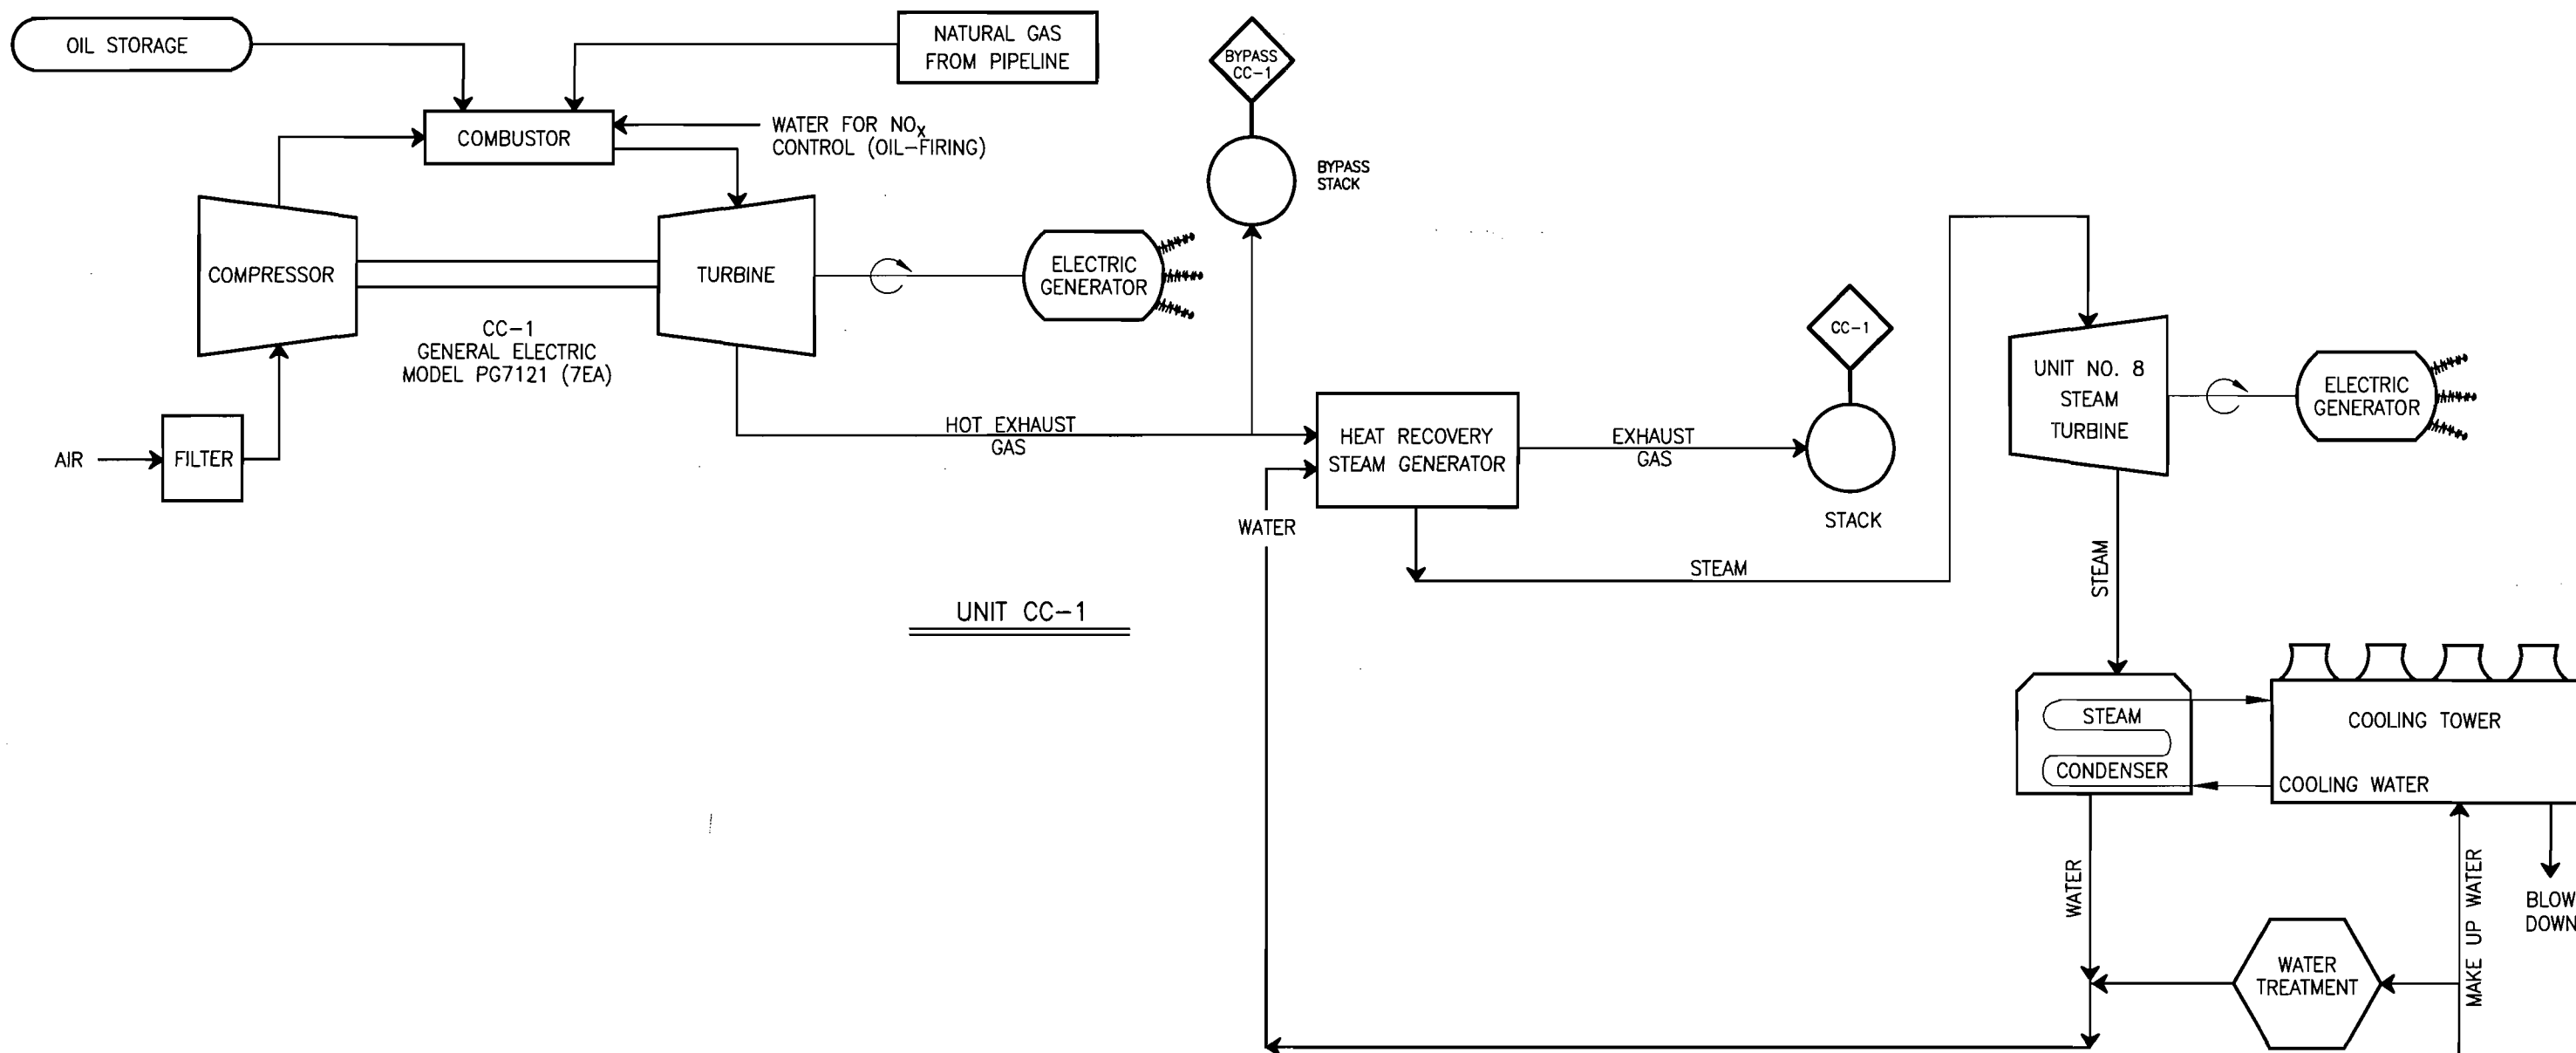 OIL STORAGE
NATURAL GAS
FROM PIPELINE
BYPASS
CC-1
COMBUSTOR
WATER FOR NOX
CONTROL (OIL-FIRING)
BYPASS
STACK
COMPRESSOR
TURBINE
ELECTRIC
GENERATOR
CC-1
GENERAL ELECTRIC
MODEL PG7121 (7EA)
CC-1
UNIT NO. 8
STEAM
TURBINE
ELECTRIC
GENERATOR
AIR
FILTER
HOT EXHAUST
GAS
HEAT RECOVERY
STEAM GENERATOR
EXHAUST
GAS
STACK
WATER
STEAM
STEAM
UNIT CC-1
STEAM
CONDENSER
COOLING TOWER
COOLING WATER
WATER
MAKE UP WATER
BLOW
DOWN
WATER
TREATMENT